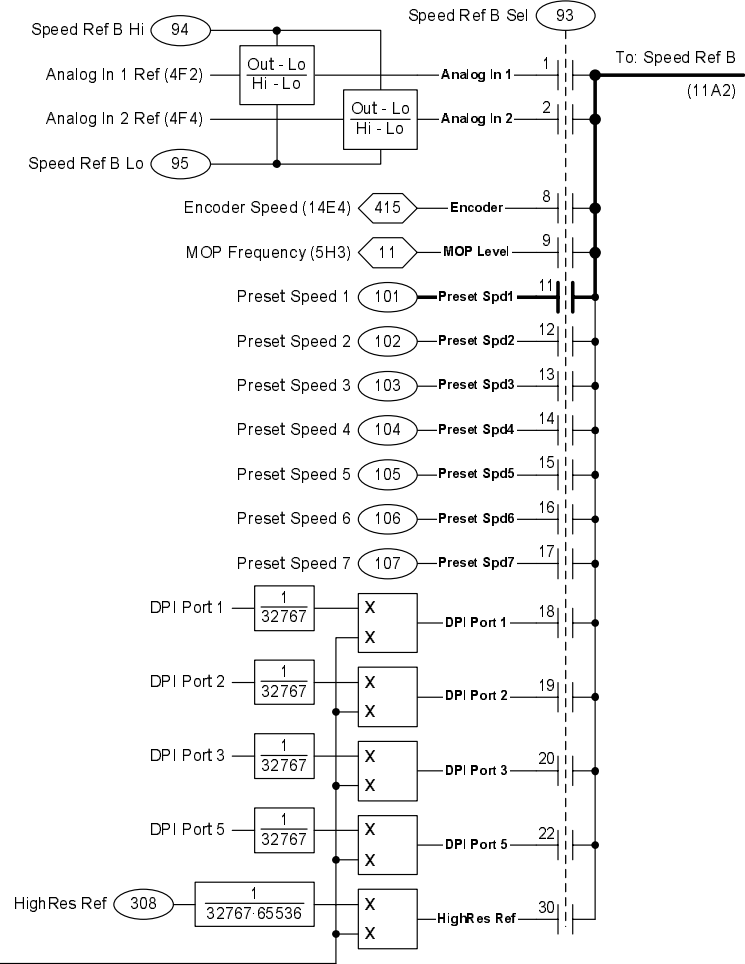 Speed Ref B Sel 93
Speed Ref B Hi 94
To: Speed Ref B
(11A2)
Analog In 1 Ref (4F2) Out - Lo Hi - Lo Analog In 1 1
Analog In 2 Ref (4F4) Out - Lo Hi - Lo Analog In 2 2
Speed Ref B Lo 95
Encoder Speed (14E4) 415 Encoder 8
MOP Frequency (5H3) 11 MOP Level 9
Preset Speed 1 101 Preset Spd1 11
Preset Speed 2 102 Preset Spd2 12
Preset Speed 3 103 Preset Spd3 13
Preset Speed 4 104 Preset Spd4 14
Preset Speed 5 105 Preset Spd5 15
Preset Speed 6 106 Preset Spd6 16
Preset Speed 7 107 Preset Spd7 17
DPI Port 1 1 32767 X X DPI Port 1 18
DPI Port 2 1 32767 X X DPI Port 2 19
DPI Port 3 1 32767 X X DPI Port 3 20
DPI Port 5 1 32767 X X DPI Port 5 22
HighRes Ref 308 1 32767·65536 X X HighRes Ref 30